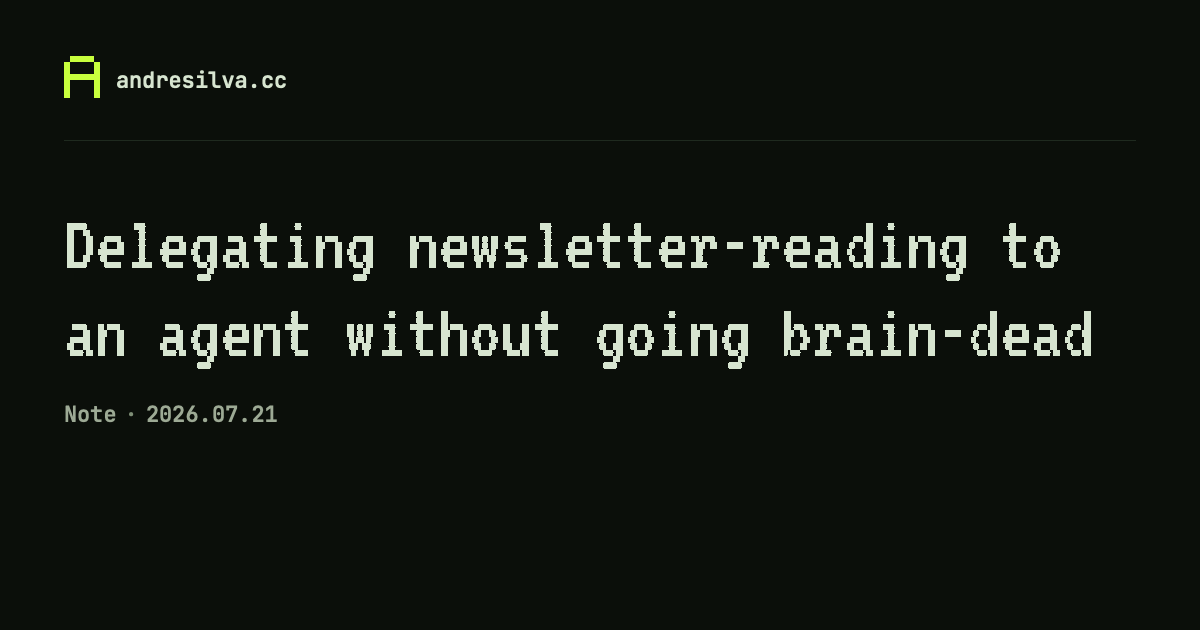 A andresilva.cc
Delegating newsletter-reading to
an agent without going brain-dead
Note · 2026.07.21